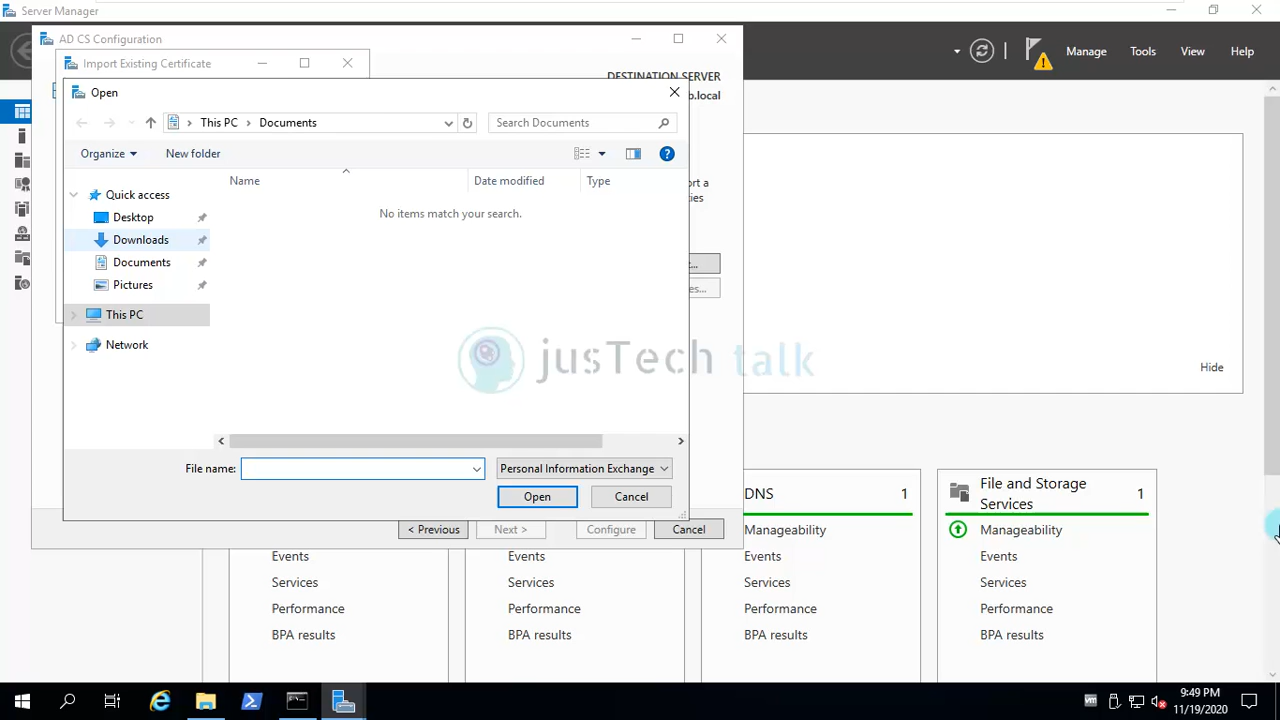 Server Manager
Manage
Tools
View
Help
AD CS Configuration
DESTINATION SERVER
b.local
Import Existing Certificate
Open
This PC
Documents
Search Documents
Organize
New folder
Name
Date modified
Type
rt a
ties
No items match your search.
Quick access
Desktop
Downloads
Documents
Pictures
This PC
Network
...
es...
jusTech talk
Hide
File name:
Personal Information Exchange
Open
Cancel
< Previous
Next >
Configure
Cancel
DNS
1
File and Storage
Services
1
Manageability
Manageability
Events
Events
Events
Events
Services
Services
Services
Services
Performance
Performance
Performance
Performance
BPA results
BPA results
BPA results
BPA results
9:49 PM
11/19/2020